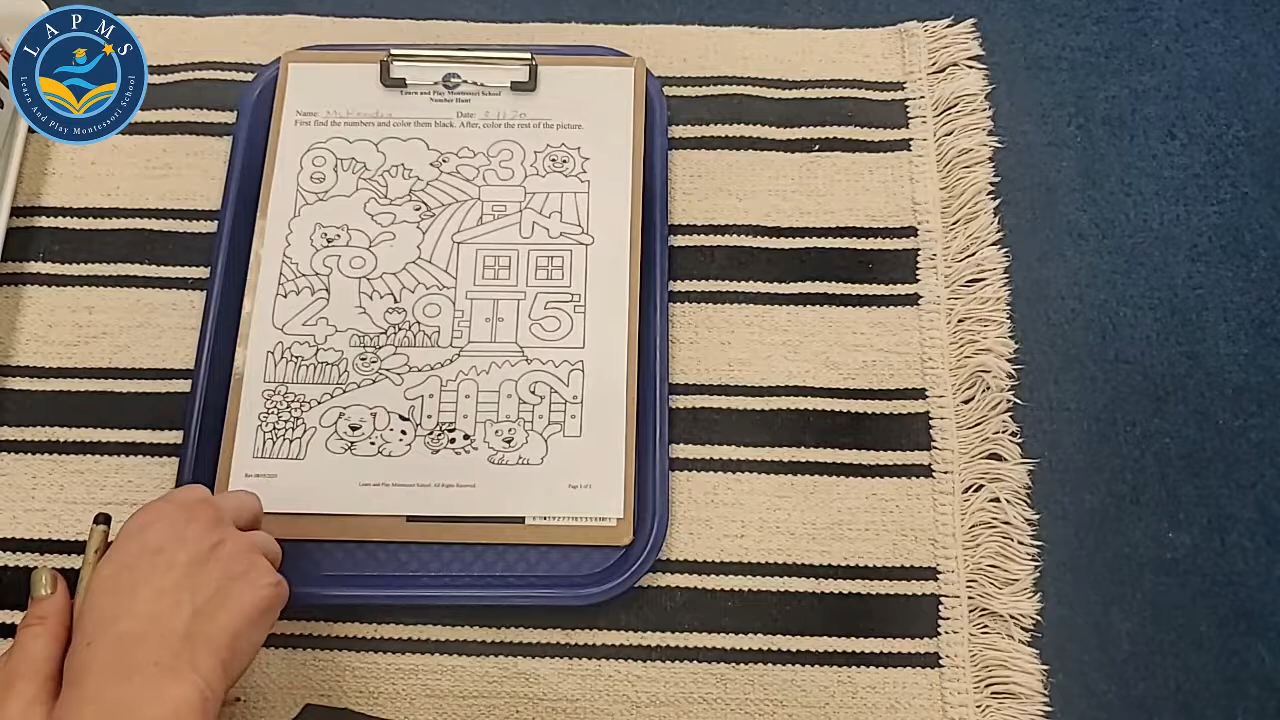 LAPMS
Learn And Play Montessori School
Learn and Play Montessori School
Number Hunt
Name: Date:
First find the numbers and color them black. After, color the rest of the picture.
8
3
4
9
5
1
2
Learn and Play Montessori School. All Rights Reserved
Page 1 of 1